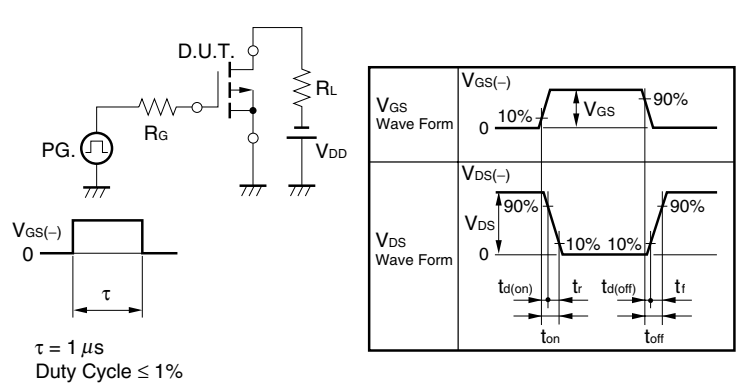 D.U.T.
RL
RG
PG.
VDD
VGS(−)
0
τ
τ = 1 μs
Duty Cycle ≤ 1%
VGS
Wave Form
VGS(−)
10%
VGS
90%
0
VDS
Wave Form
VDS(−)
90%
VDS
10% 10%
90%
0
td(on) tr td(off) tf
ton toff